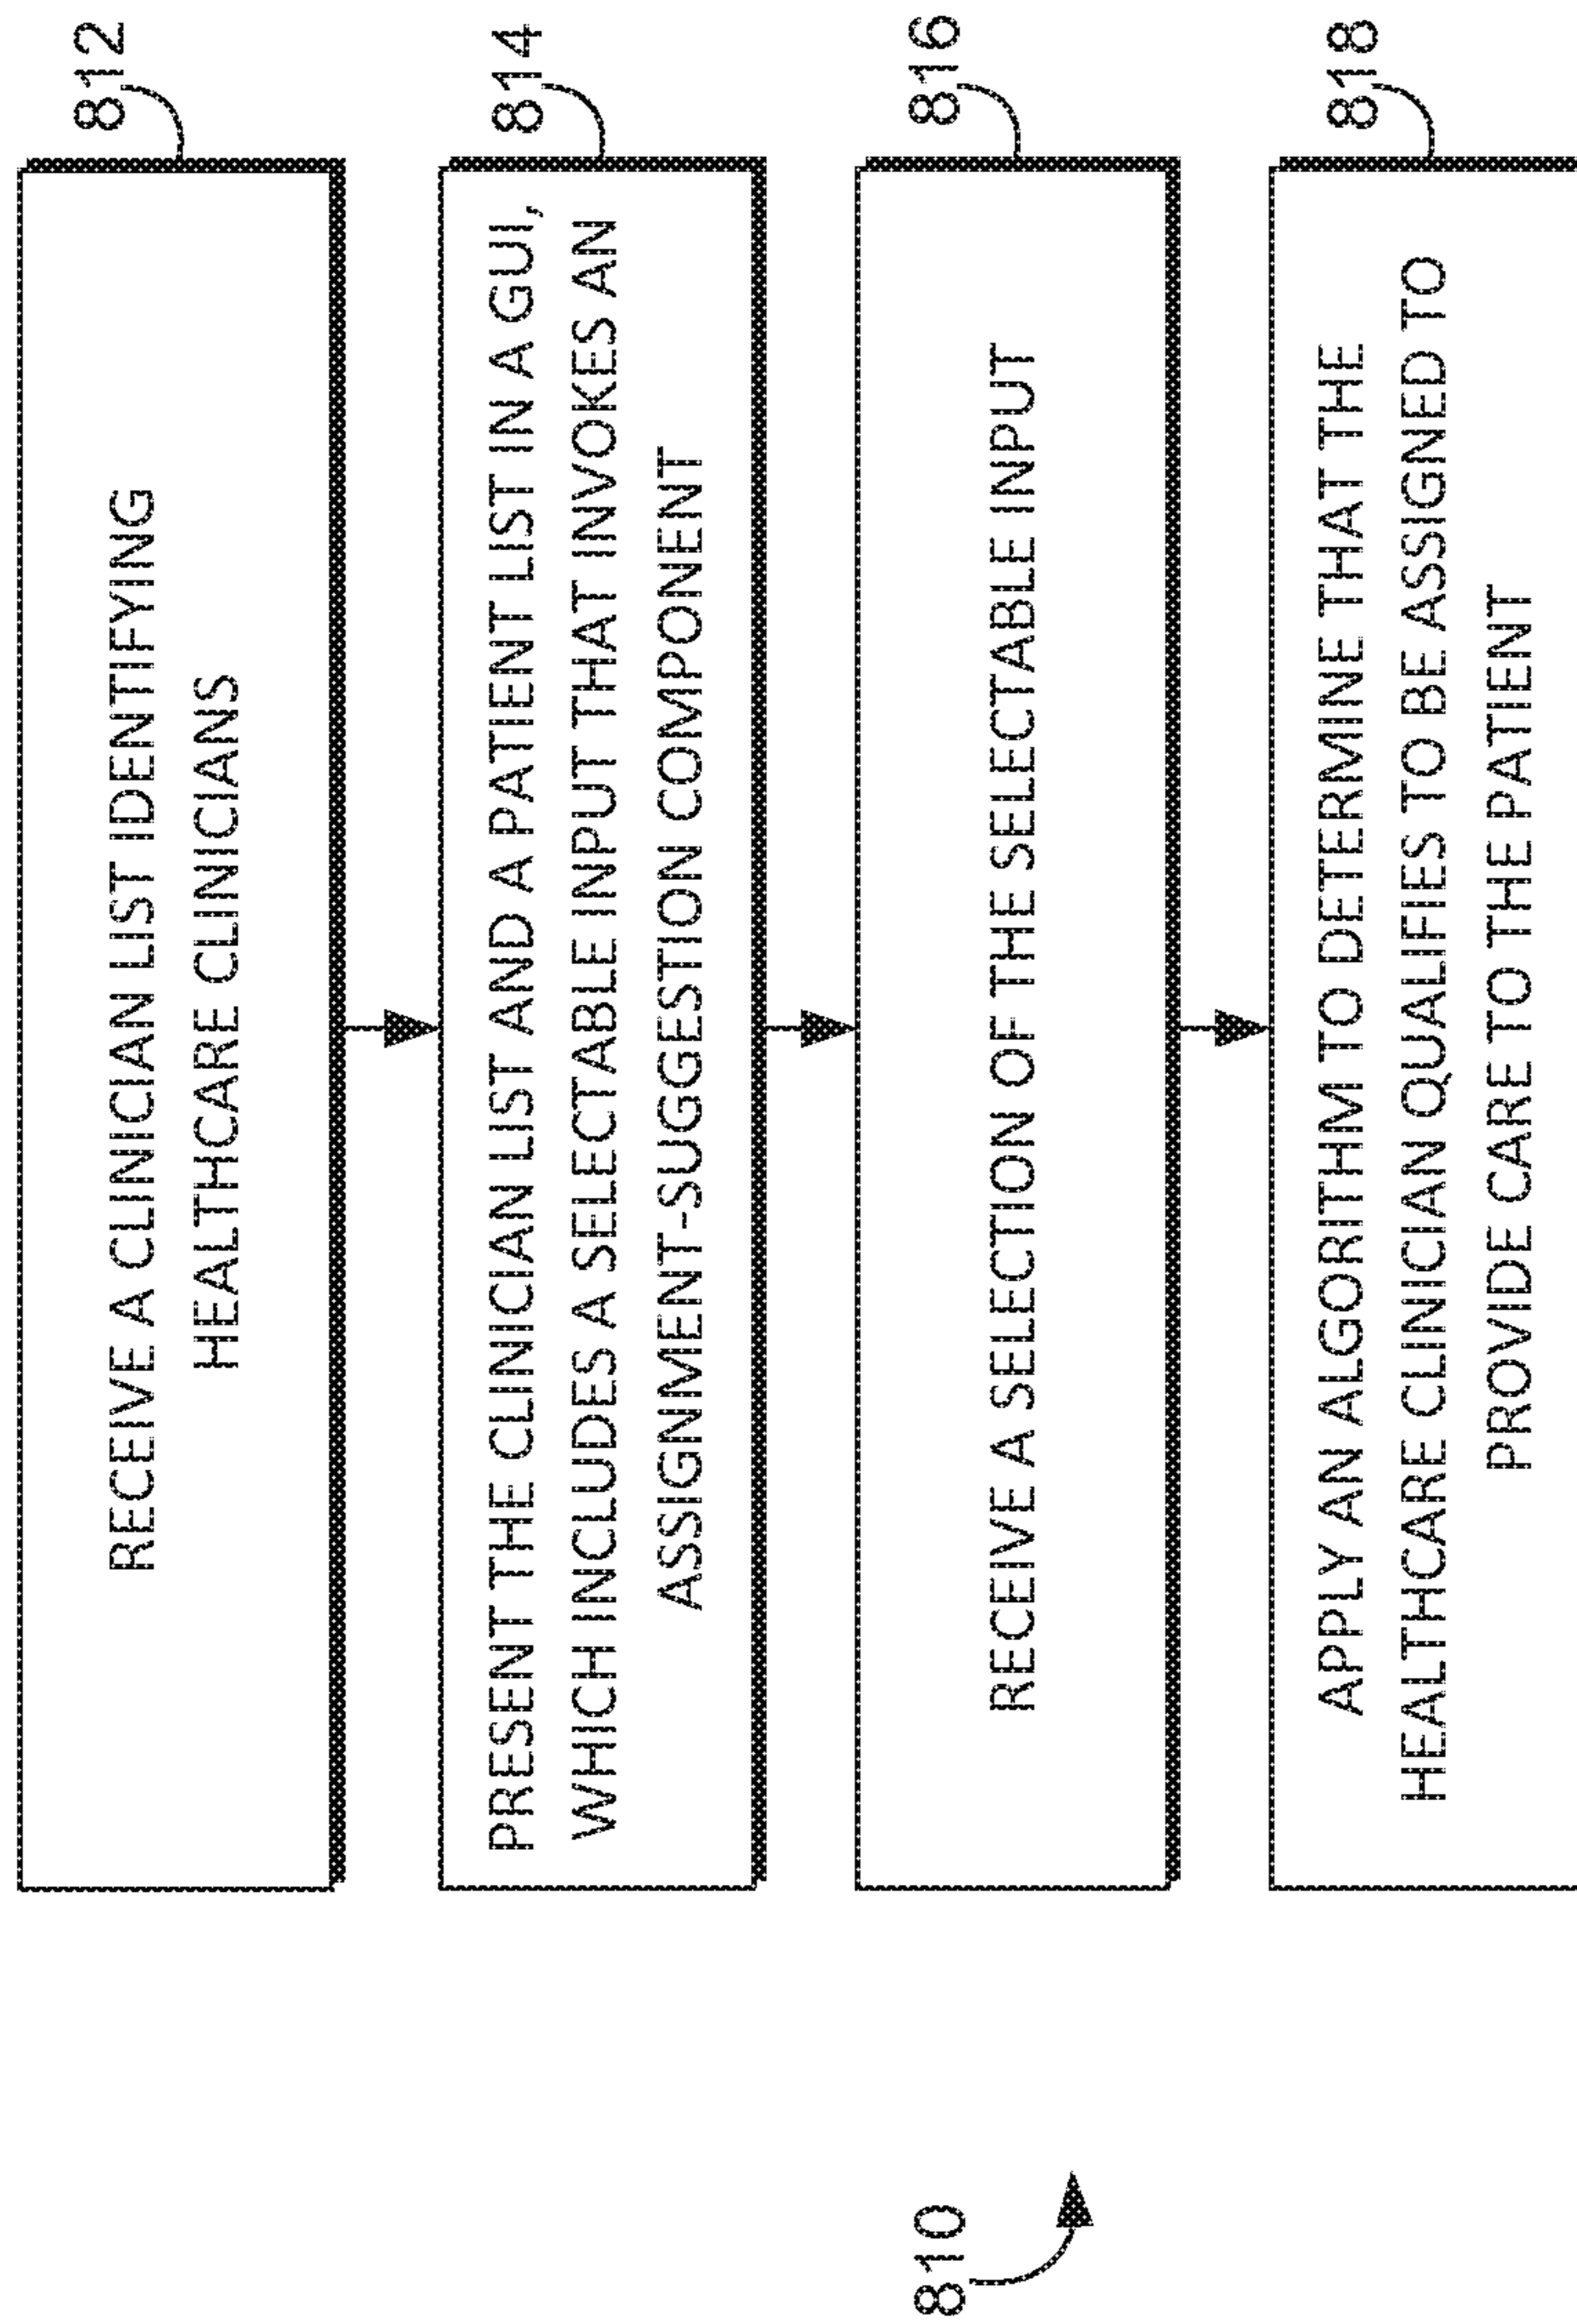 812
RECEIVE A CLINICIAN LIST IDENTIFYING
HEALTHCARE CLINICIANS
814
PRESENT THE CLINICIAN LIST AND A PATIENT LIST IN A GUI,
WHICH INCLUDES A SELECTABLE INPUT THAT INVOKES AN
ASSIGNMENT-SUGGESTION COMPONENT
810
816
RECEIVE A SELECTION OF THE SELECTABLE INPUT
818
APPLY AN ALGORITHM TO DETERMINE THAT THE
HEALTHCARE CLINICIAN QUALIFIES TO BE ASSIGNED TO
PROVIDE CARE TO THE PATIENT